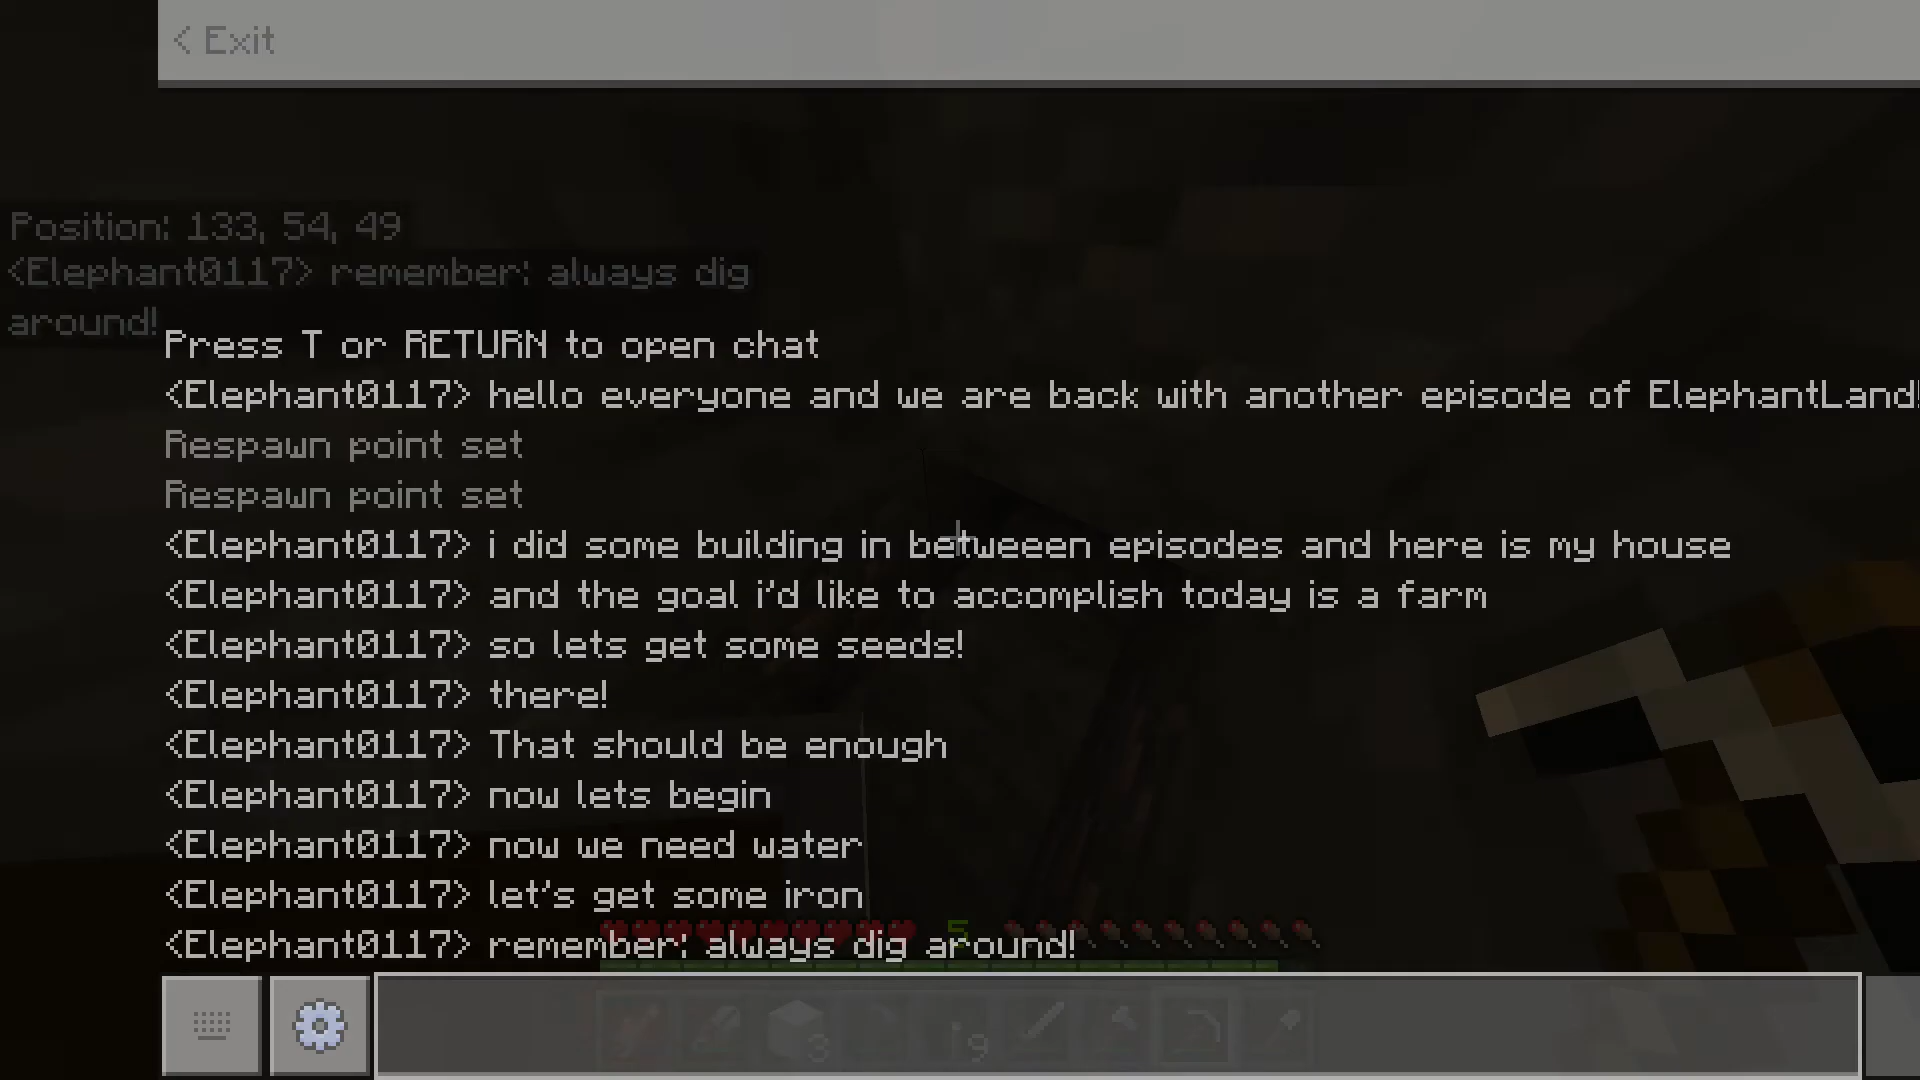 < Exit
Position: 133, 54, 49
<Elephant0117> remember: always dig
around!
Press T or RETURN to open chat
<Elephant0117> hello everyone and we are back with another episode of ElephantLand!
Respawn point set
Respawn point set
<Elephant0117> i did some building in betweeen episodes and here is my house
<Elephant0117> and the goal i'd like to accomplish today is a farm
<Elephant0117> so lets get some seeds!
<Elephant0117> there!
<Elephant0117> That should be enough
<Elephant0117> now lets begin
<Elephant0117> now we need water
<Elephant0117> let's get some iron
5
<Elephant0117> remember: always dig around!
3 9